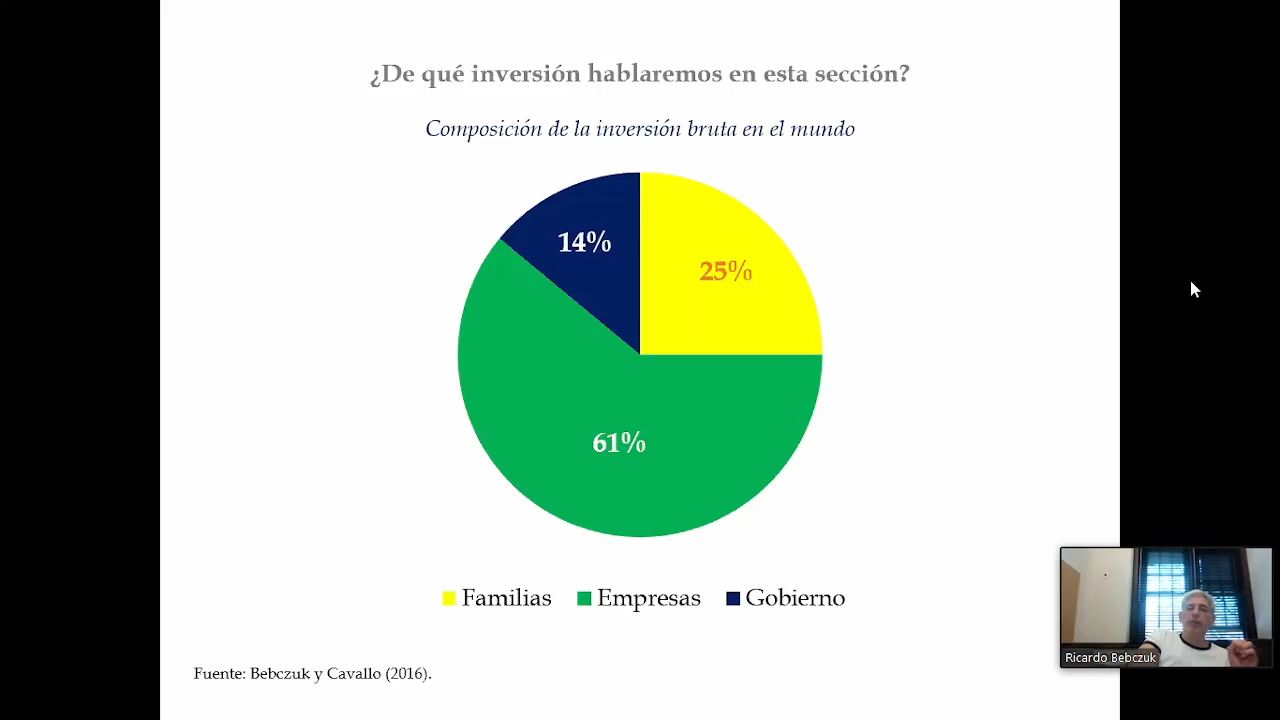 ¿De qué inversión hablaremos en esta sección?
Composición de la inversión bruta en el mundo
14%
25%
61%
Familias Empresas Gobierno
Ricardo Bebczuk
Fuente: Bebczuk y Cavallo (2016).